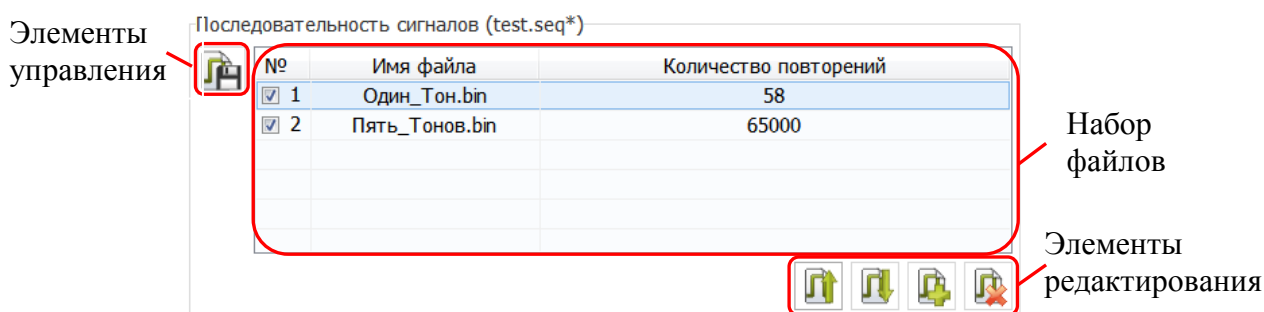 Последовательность сигналов (test.seq*)
Элементы
управления
№ Имя файла Количество повторений
1 Один_Тон.bin 58
2 Пять_Тонов.bin 65000
Набор
файлов
Элементы
редактирования